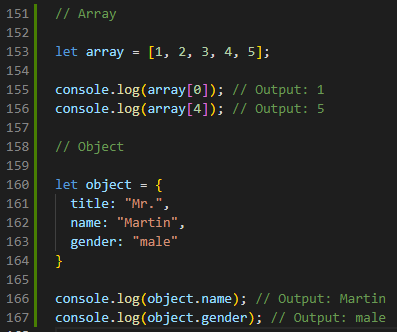 151 // Array
152
153 let array = [1, 2, 3, 4, 5];
154
155 console.log(array[0]); // Output: 1
156 console.log(array[4]); // Output: 5
157
158 // Object
159
160 let object = {
161 title: "Mr.",
162 name: "Martin",
163 gender: "male"
164 }
165
166 console.log(object.name); // Output: Martin
167 console.log(object.gender); // Output: male